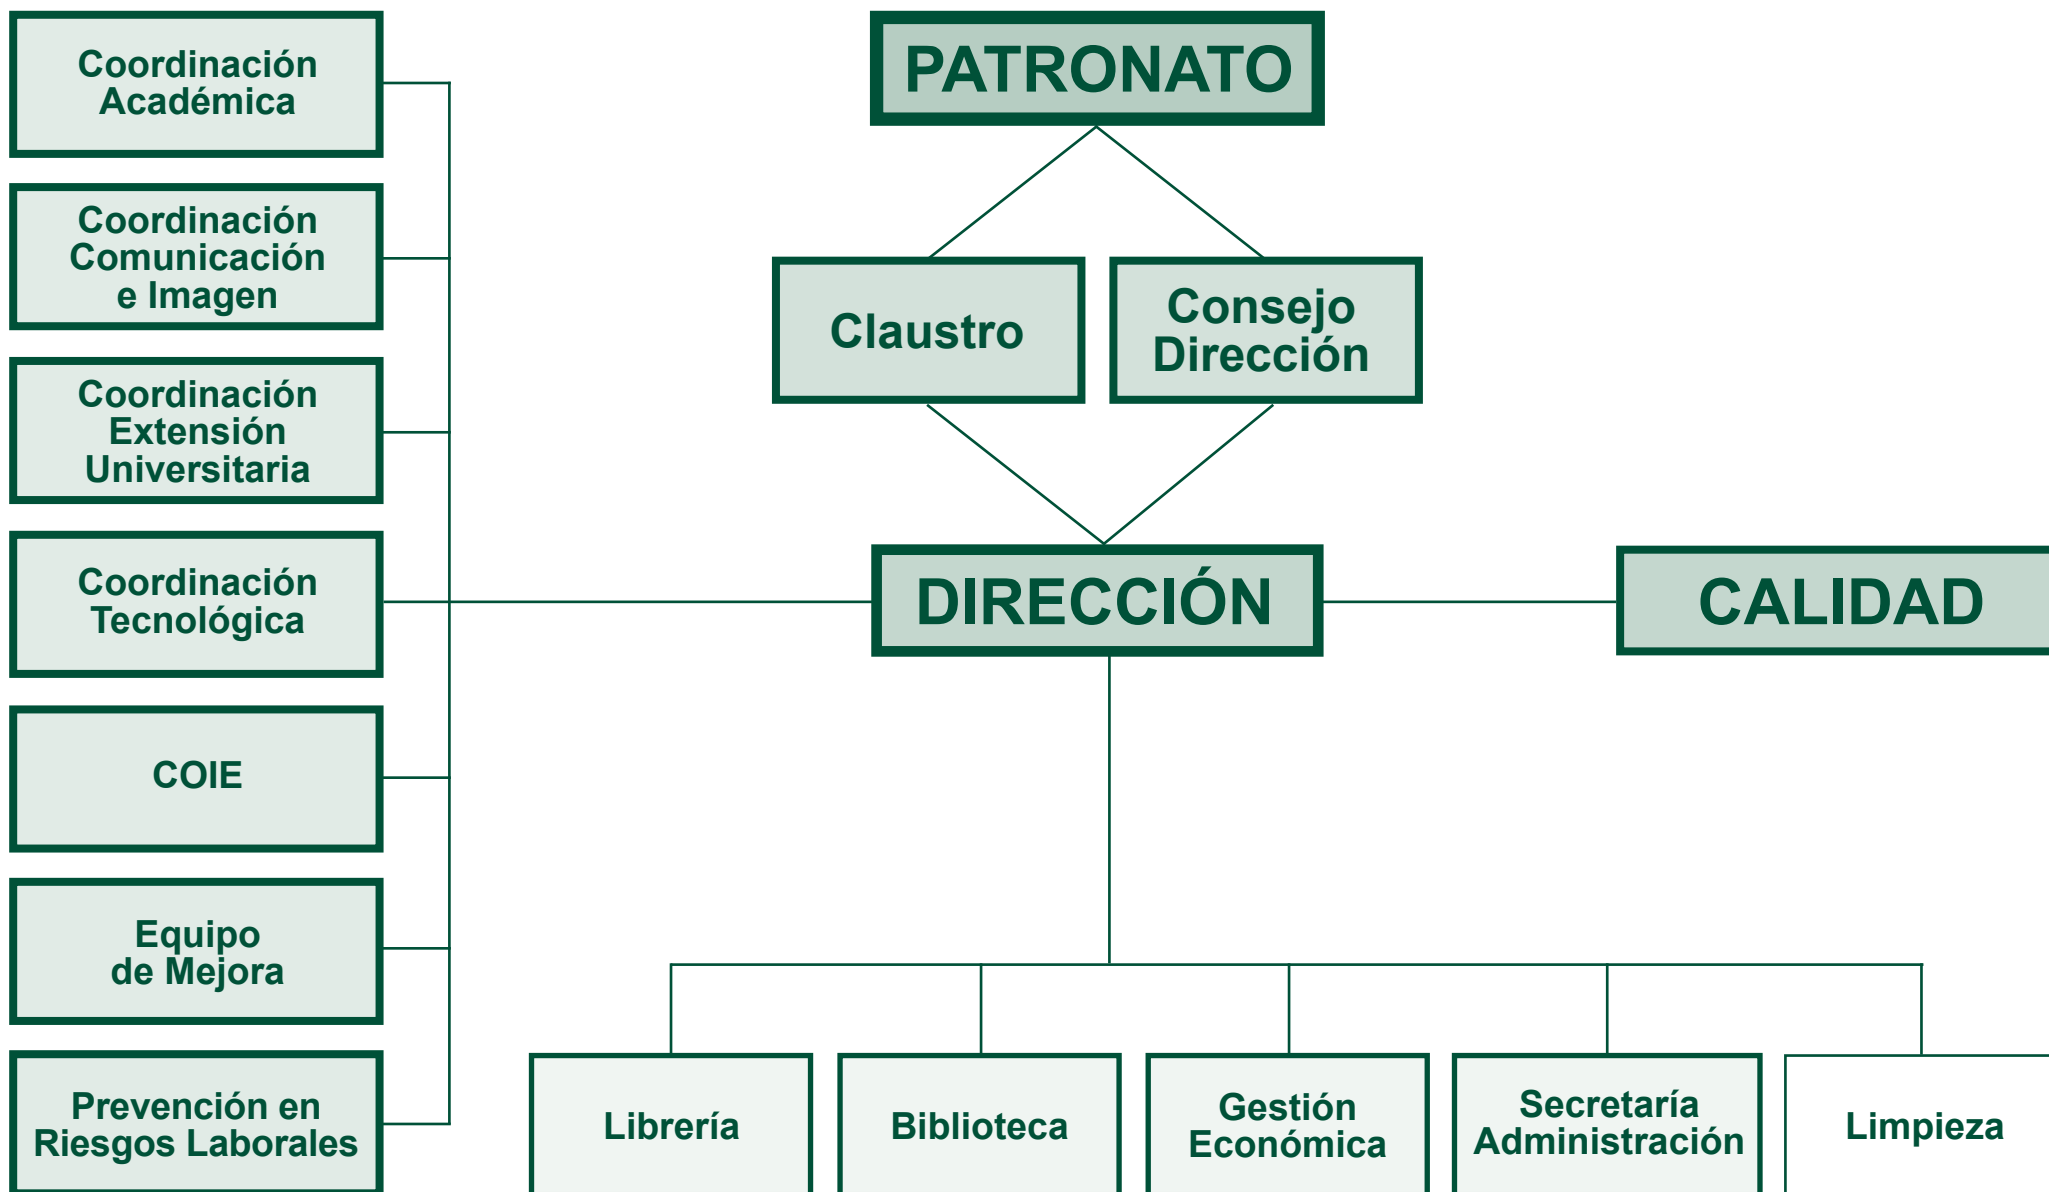 PATRONATO
Claustro
Consejo
Dirección
DIRECCIÓN
CALIDAD
Coordinación
Académica
Coordinación
Comunicación
e Imagen
Coordinación
Extensión
Universitaria
Coordinación
Tecnológica
COIE
Equipo
de Mejora
Prevención en
Riesgos Laborales
Librería
Biblioteca
Gestión
Económica
Secretaría
Administración
Limpieza